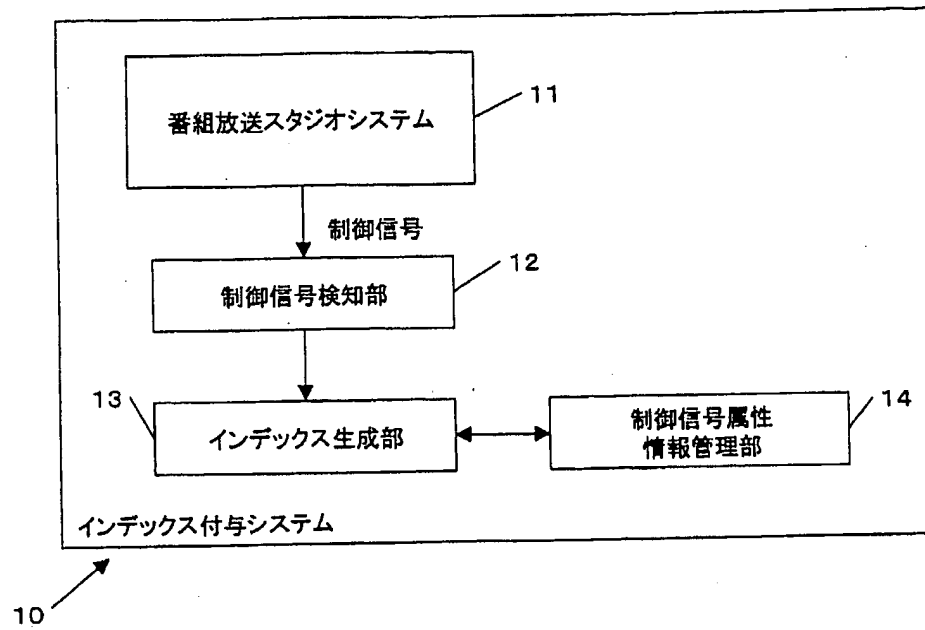 番組放送スタジオシステム
11
制御信号
制御信号検知部
12
13
インデックス生成部
制御信号属性
情報管理部
14
インデックス付与システム
10